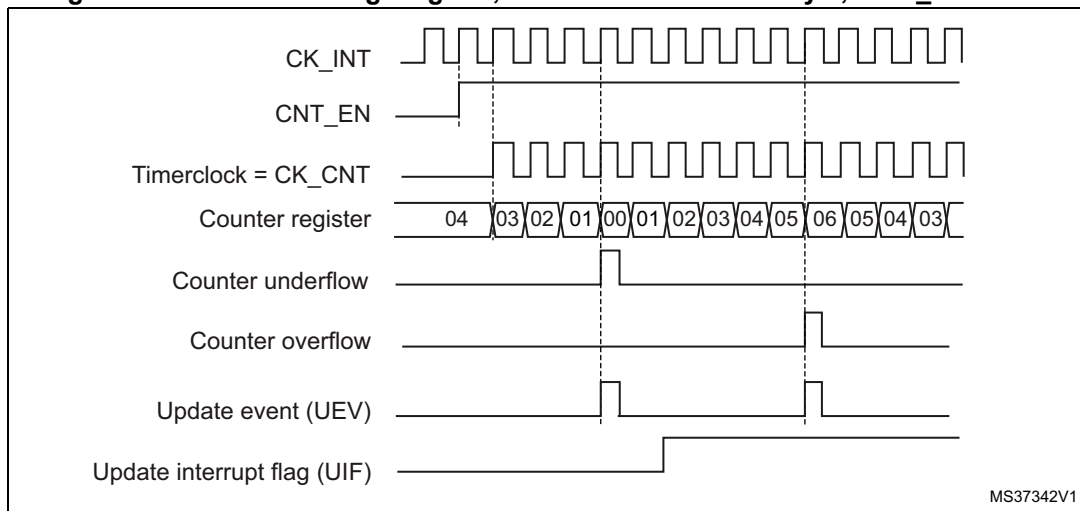 CK_INT
CNT_EN
Timerclock = CK_CNT
Counter register 04 03 02 01 00 01 02 03 04 05 06 05 04 03
Counter underflow
Counter overflow
Update event (UEV)
Update interrupt flag (UIF)
MS37342V1